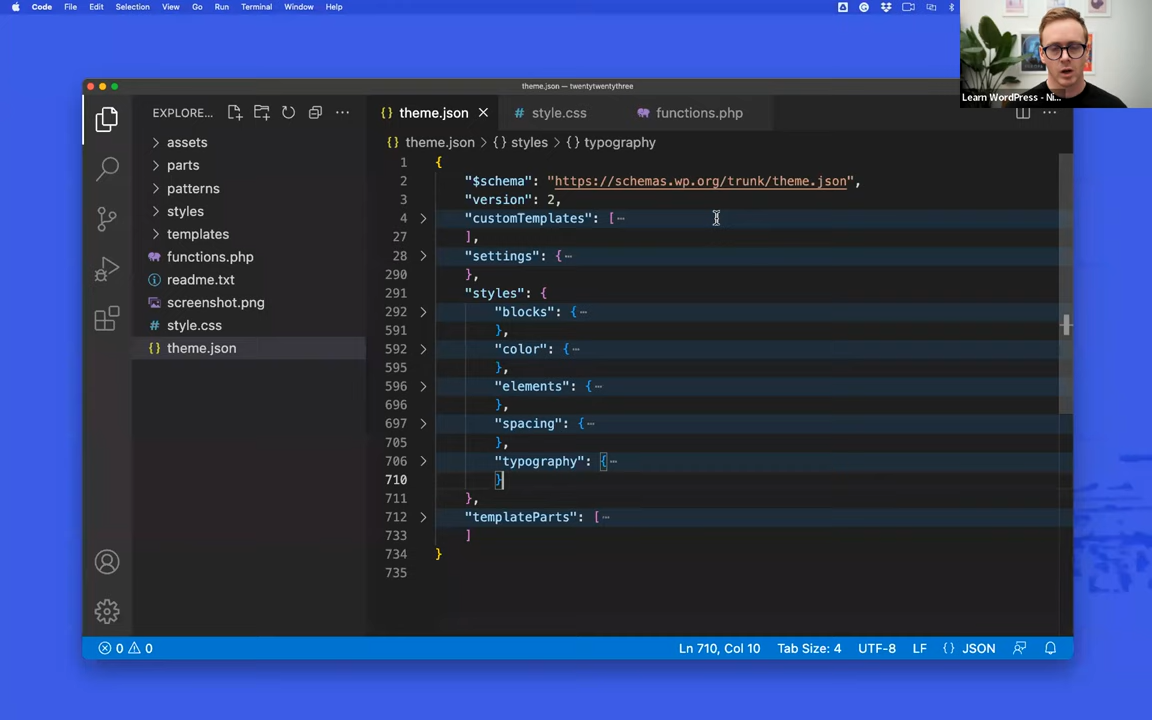 Code File Edit Selection View Go Run Terminal Window Help
Learn WordPress - Ni...
theme.json — twentytwentythree
EXPLORE...
theme.json
style.css
functions.php
theme.json > {} styles > {} typography
assets
parts
patterns
styles
templates
functions.php
readme.txt
screenshot.png
style.css
theme.json
1 {
2 "$schema": "https://schemas.wp.org/trunk/theme.json",
3 "version": 2,
4 "customTemplates": [
27 ],
28 "settings": {
290 },
291 "styles": {
292 "blocks": {
591 },
592 "color": {
595 },
596 "elements": {
696 },
697 "spacing": {
705 },
706 "typography": {
710 }
711 },
712 "templateParts": [
733 ]
734 }
735
0 0
Ln 710, Col 10
Tab Size: 4
UTF-8
LF
{} JSON